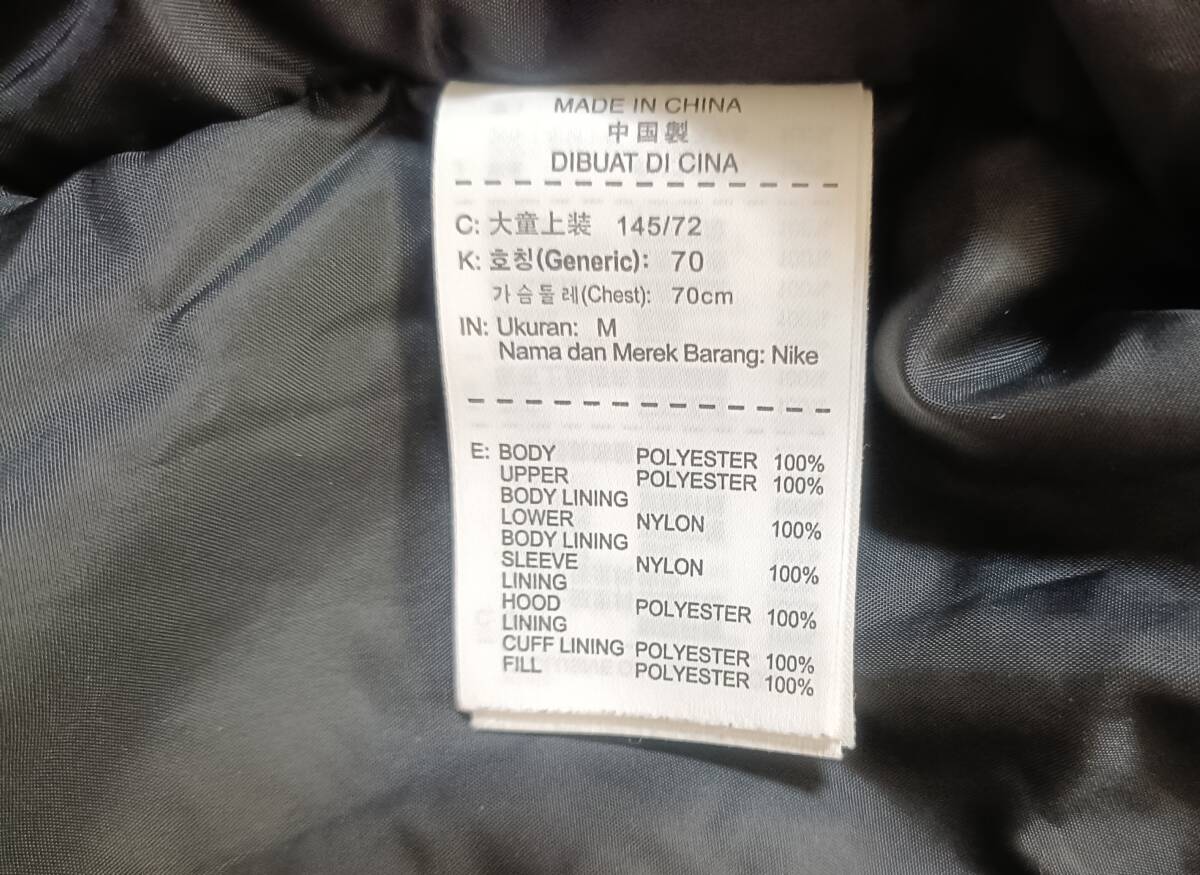 MADE IN CHINA
中国製
DIBUAT DI CINA
C: 大童上装 145/72
K: 호칭(Generic): 70
가슴둘레(Chest): 70cm
IN: Ukuran: M
Nama dan Merek Barang: Nike
E: BODY POLYESTER 100%
UPPER POLYESTER 100%
BODY LINING
LOWER NYLON 100%
BODY LINING
SLEEVE NYLON 100%
LINING
HOOD POLYESTER 100%
LINING
CUFF LINING POLYESTER 100%
FILL POLYESTER 100%